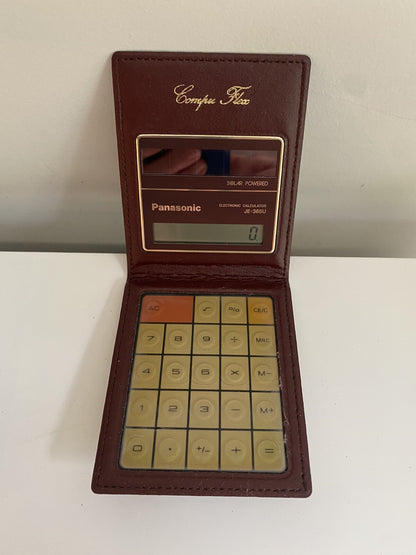 Compu Flex
SOLAR POWERED
Panasonic
ELECTRONIC CALCULATOR
JE-365U
0
AC √ % CE/C
7 8 9 ÷ MRC
4 5 6 × M−
1 2 3 − M+
0 · +/− + =